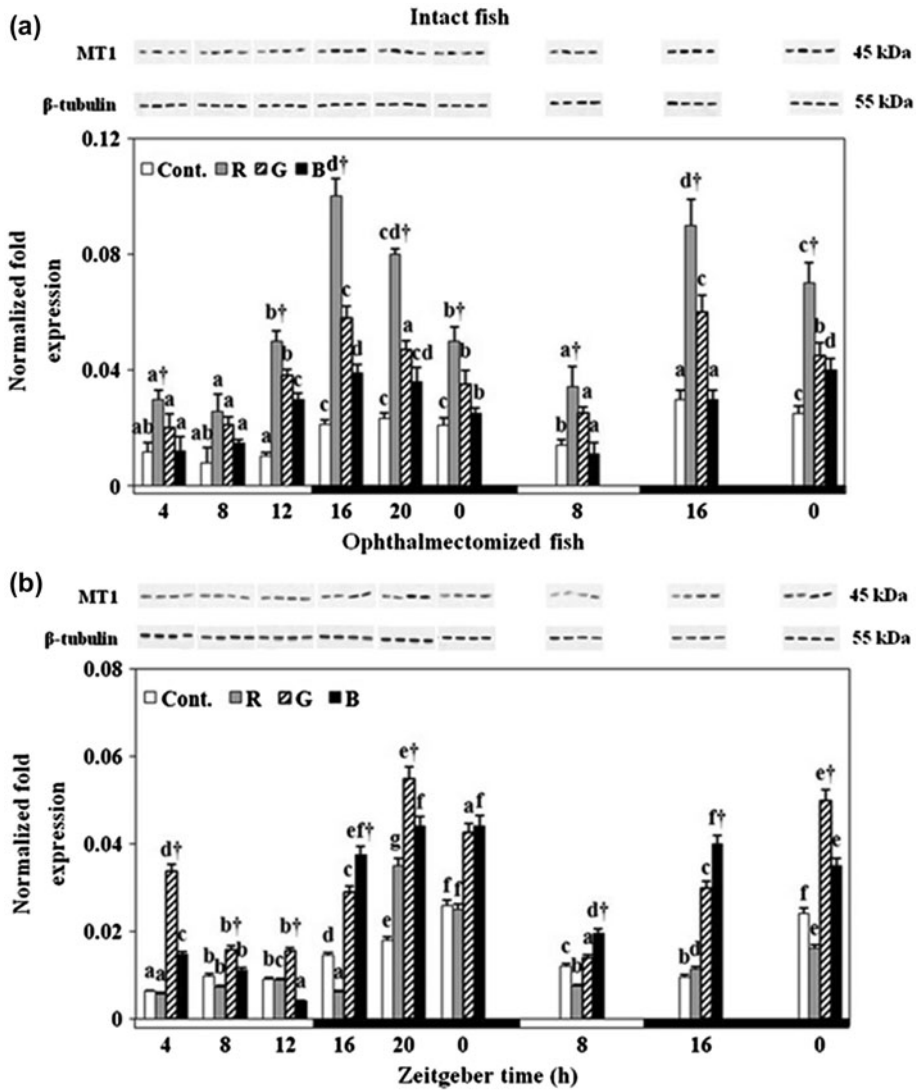 (a)
Intact fish
MT1 45 kDa
β-tubulin 55 kDa
0.12
Cont. R G B
d†
d†
cd†
c†
b†
b†
c
c
a†
a†
a
d
a
cd
b
b
b
c
a
a
a
a
b
d
c
ab
a
ab
a
a
c
c
c
b
a
a
c
0.08
0.04
0
Normalized fold
expression
4 8 12 16 20 0 8 16 0
Ophthalmectomized fish
(b)
MT1 45 kDa
β-tubulin 55 kDa
0.08
Cont. R G B
0.06
0.04
0.02
0
Normalized fold
expression
a a d† c
b b b† b
bc b† a
d a c ef†
e g e† f
f f a f
c b a d†
b d c f†
f e e† e
4 8 12 16 20 0 8 16 0
Zeitgeber time (h)